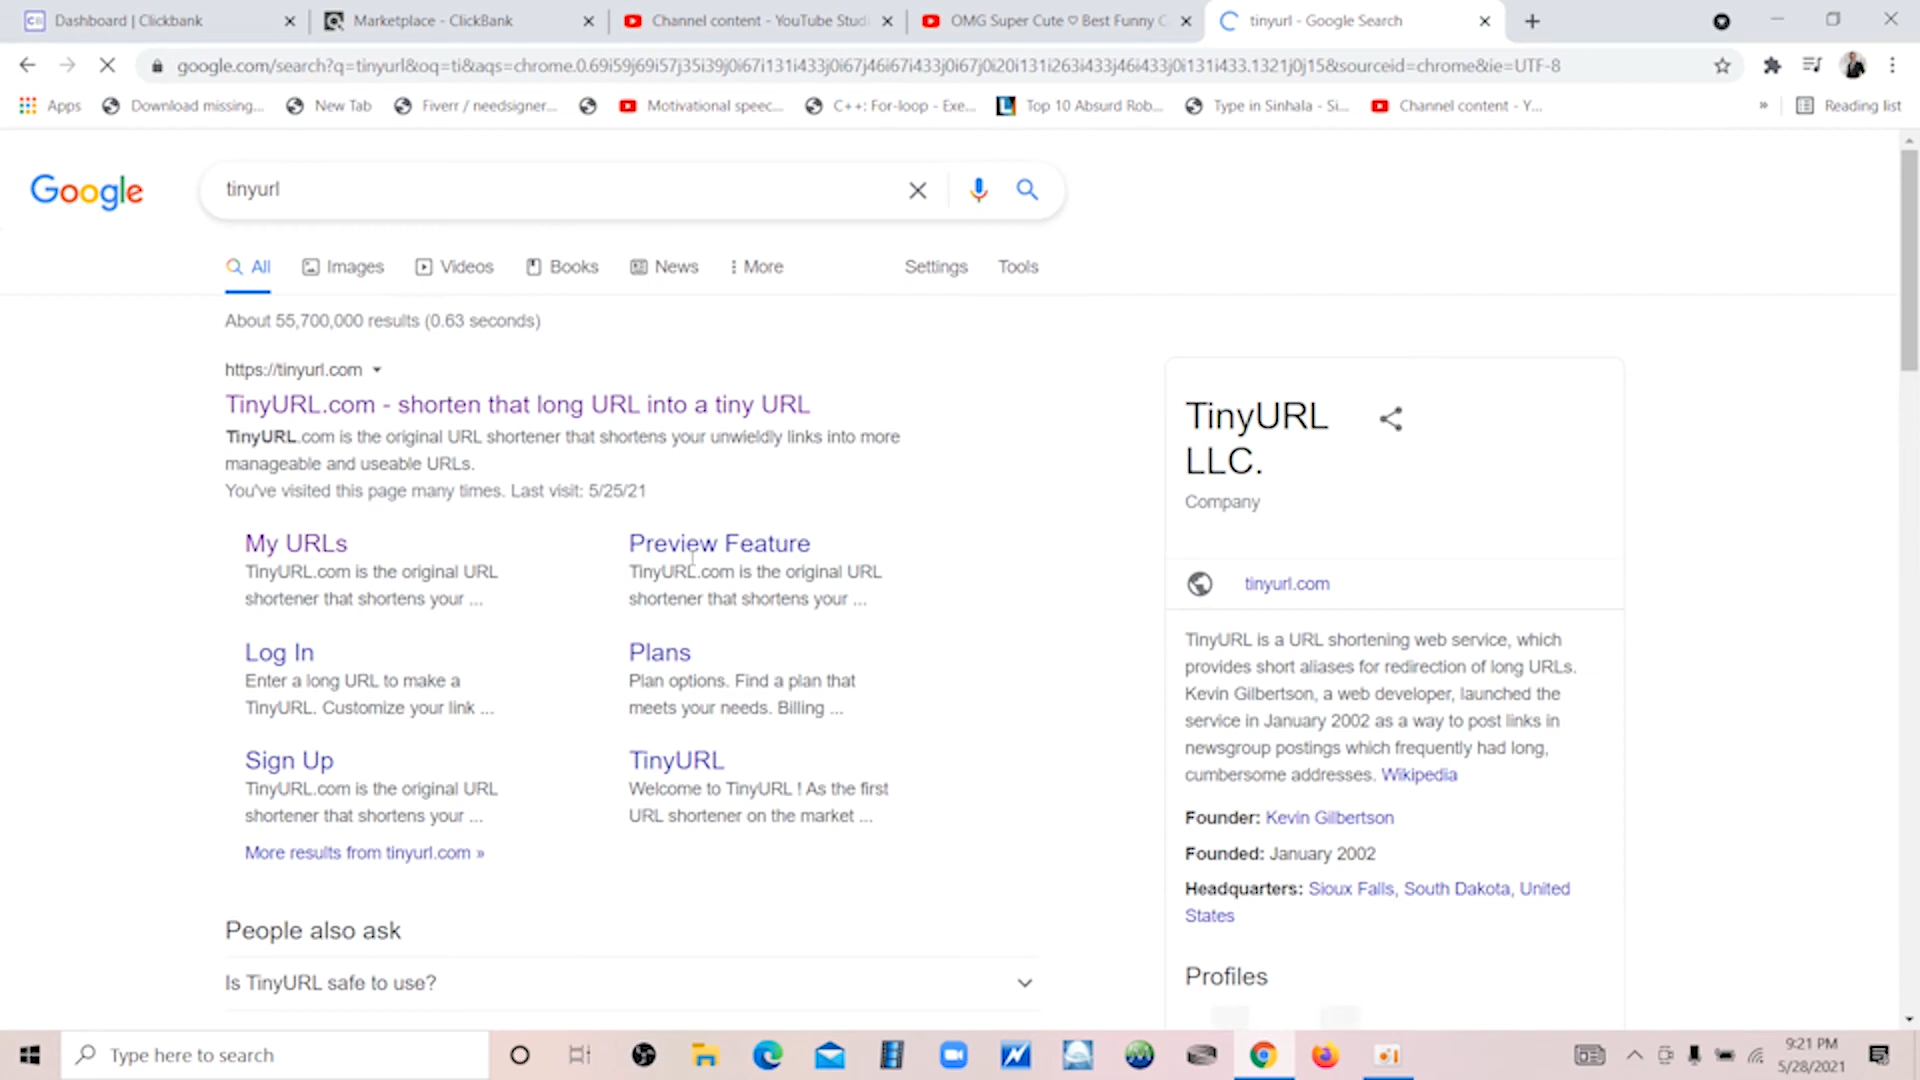 Dashboard | Clickbank
Marketplace - ClickBank
Channel content - YouTube Stud
OMG Super Cute ♡ Best Funny C
tinyurl - Google Search
google.com/search?q=tinyurl&oq=ti&aqs=chrome.0.69i59j69i57j35i39j0i67i131i433j0i67j46i67i433j0i67j0i20i131i263i433j46i433j0i131i433.1321j0j15&sourceid=chrome&ie=UTF-8
Apps
Download missing...
New Tab
Fiverr / needsigner...
Motivational speec...
C++: For-loop - Exe...
Top 10 Absurd Rob...
Type in Sinhala - Si...
Channel content - Y...
»
Reading list
Google
tinyurl
All
Images
Videos
Books
News
More
Settings
Tools
About 55,700,000 results (0.63 seconds)
https://tinyurl.com
TinyURL.com - shorten that long URL into a tiny URL
TinyURL.com is the original URL shortener that shortens your unwieldly links into more
manageable and useable URLs.
You've visited this page many times. Last visit: 5/25/21
My URLs
TinyURL.com is the original URL
shortener that shortens your ...
Preview Feature
TinyURL.com is the original URL
shortener that shortens your ...
Log In
Enter a long URL to make a
TinyURL. Customize your link ...
Plans
Plan options. Find a plan that
meets your needs. Billing ...
Sign Up
TinyURL.com is the original URL
shortener that shortens your ...
TinyURL
Welcome to TinyURL ! As the first
URL shortener on the market ...
More results from tinyurl.com »
People also ask
Is TinyURL safe to use?
TinyURL
LLC.
Company
tinyurl.com
TinyURL is a URL shortening web service, which
provides short aliases for redirection of long URLs.
Kevin Gilbertson, a web developer, launched the
service in January 2002 as a way to post links in
newsgroup postings which frequently had long,
cumbersome addresses. Wikipedia
Founder: Kevin Gilbertson
Founded: January 2002
Headquarters: Sioux Falls, South Dakota, United
States
Profiles
Type here to search
9:21 PM
5/28/2021